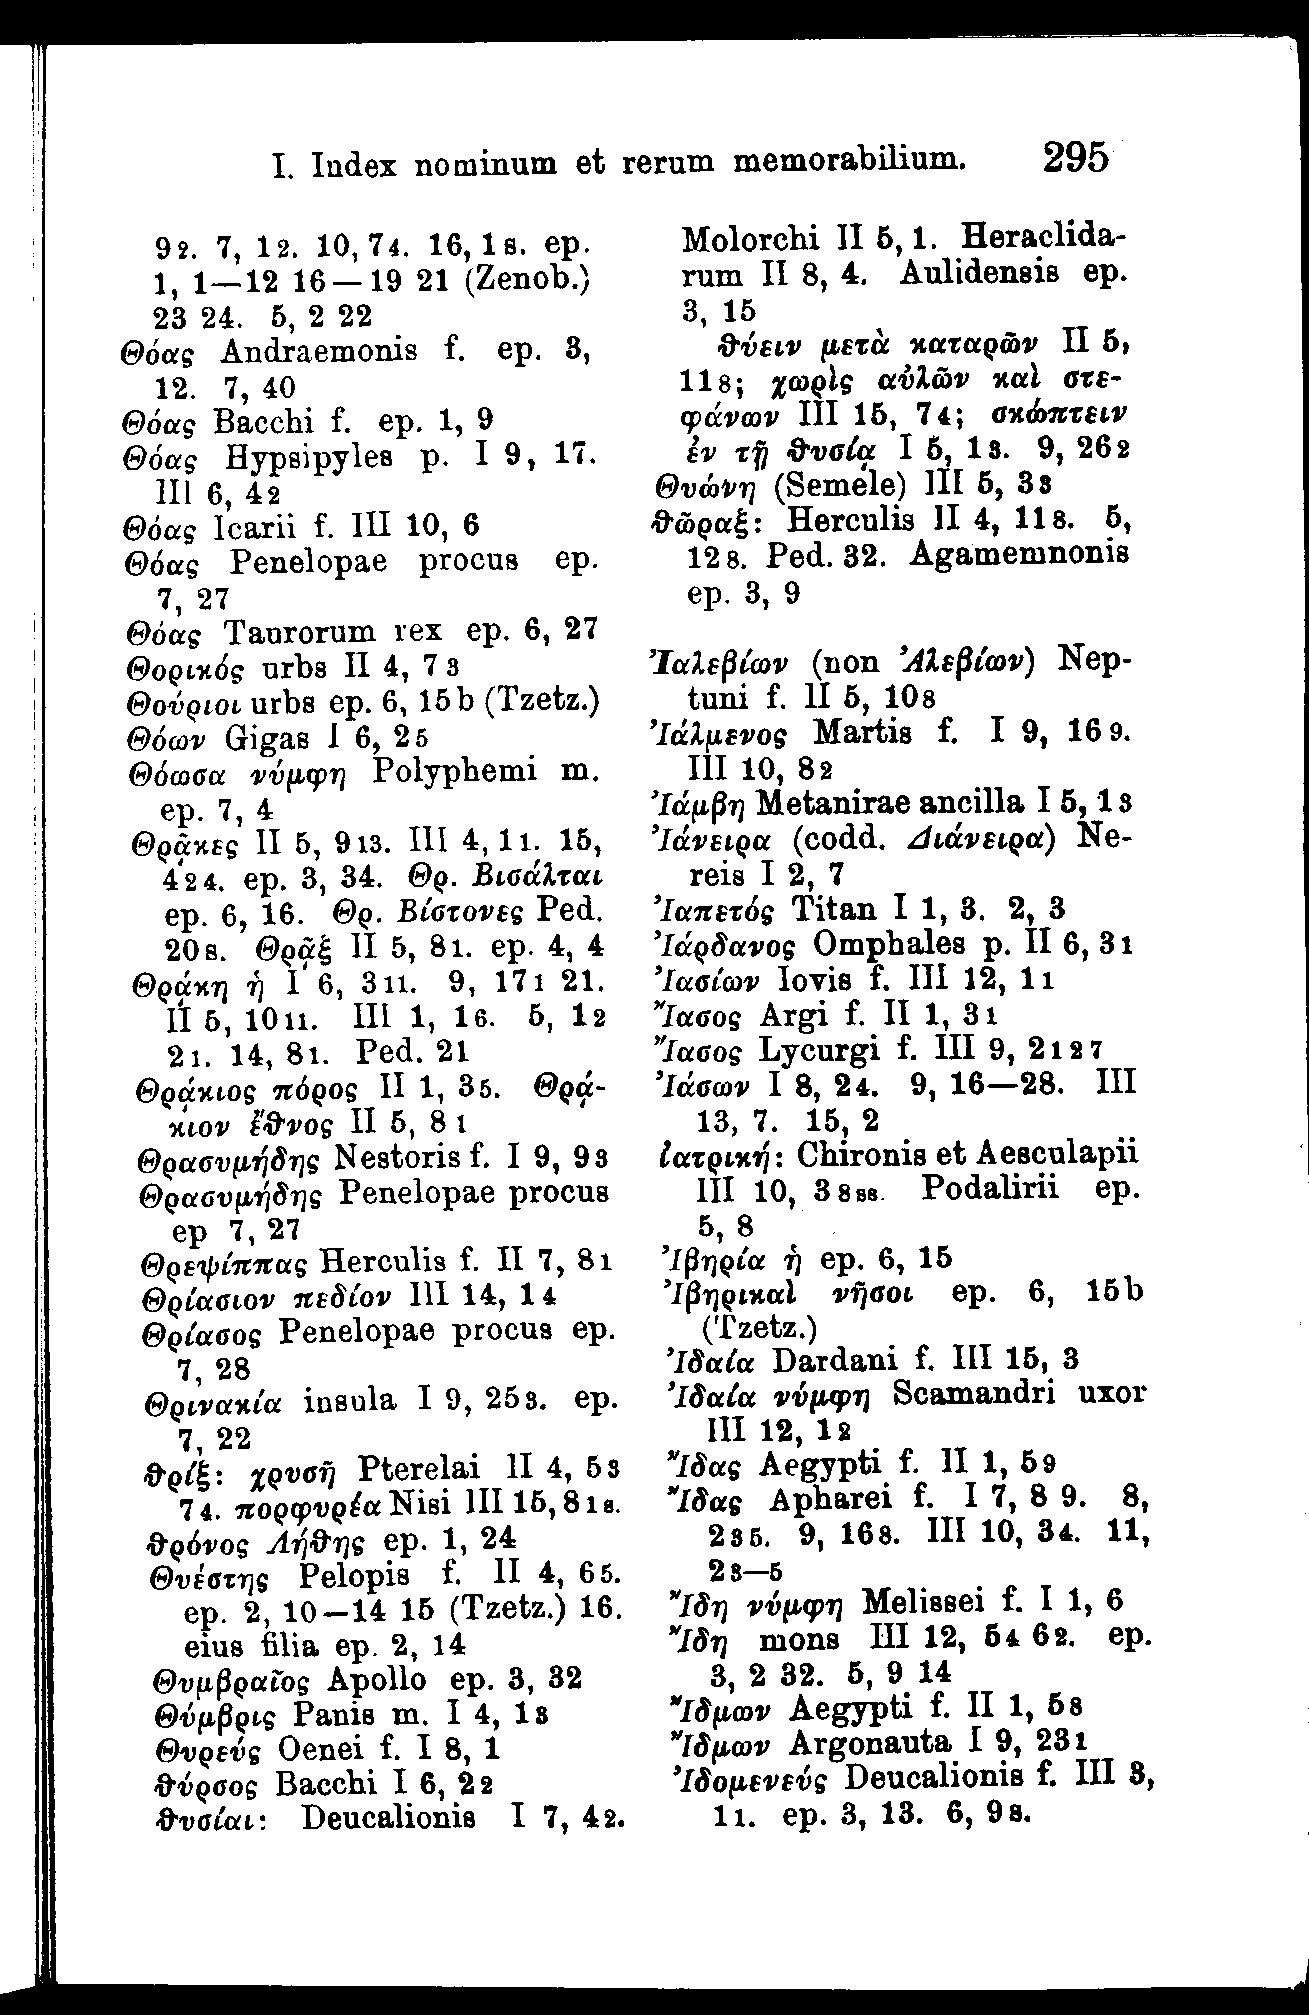 I. Index nominum et rerum memorabilium. 295
9 2. 7, 1 2. 10, 7 4. 16, 1 8. ep.
1, 1—12 16—19 21 (Zenob.)
23 24. 5, 2 22
Θόας Andraemonis f. ep. 3,
12. 7, 40
Θόας Bacchi f. ep. 1, 9
Θόας Hypsipyles p. I 9, 17.
III 6, 4 2
Θόας Icarii f. III 10, 6
Θόας Penelopae procus ep.
7, 27
Θόας Taurorum rex ep. 6, 27
Θορικός urbs II 4, 7 3
Θούριοι urbs ep. 6, 15 b (Tzetz.)
Θόων Gigas I 6, 2 5
Θόωσα νύμφη Polyphemi m.
ep. 7, 4
Θρᾷκες II 5, 9 13. III 4, 1 1. 15,
4 2 4. ep. 3, 34. Θρ. Βισάλται
ep. 6, 16. Θρ. Βίστονες Ped.
20 8. Θρᾷξ II 5, 8 1. ep. 4, 4
Θρᾴκη ἡ I 6, 3 11. 9, 17 1 21.
II 5, 10 11. III 1, 1 6. 5, 1 2
2 1. 14, 8 1. Ped. 21
Θρᾴκιος πόρος II 1, 3 5. Θρᾴ-
κιον ἔθνος II 5, 8 1
Θρασυμήδης Nestoris f. I 9, 9 3
Θρασυμήδης Penelopae procus
ep 7, 27
Θρεψίππας Herculis f. II 7, 8 1
Θρίασιον πεδίον III 14, 1 4
Θρίασος Penelopae procus ep.
7, 28
Θρινακία insula I 9, 25 3. ep.
7, 22
θρίξ: χρυσῆ Pterelai II 4, 5 3
7 4. πορφυρέα Nisi III 15, 8 1 s.
θρόνος Λήθης ep. 1, 24
Θυέστης Pelopis f. II 4, 6 5.
ep. 2, 10—14 15 (Tzetz.) 16.
eius filia ep. 2, 14
Θυμβραῖος Apollo ep. 3, 32
Θύμβρις Panis m. I 4, 1 3
Θυρεύς Oenei f. I 8, 1
θύρσος Bacchi I 6, 2 2
θυσίαι: Deucalionis I 7, 4 2.
Molorchi II 5, 1. Heraclida-
rum II 8, 4. Aulidensis ep.
3, 15
θύειν μετὰ καταρῶν II 5,
11 8; χωρὶς αὐλῶν καὶ στε-
φάνων III 15, 7 4; σκώπτειν
ἐν τῇ θυσίᾳ I 5, 1 3. 9, 26 2
Θυώνη (Semele) III 5, 3 3
θῶραξ: Herculis II 4, 11 8. 5,
12 8. Ped. 32. Agamemnonis
ep. 3, 9
Ἰαλεβίων (non Ἀλεβίων) Nep-
tuni f. II 5, 10 8
Ἰάλμενος Martis f. I 9, 16 9.
III 10, 8 2
Ἰάμβη Metanirae ancilla I 5, 1 3
Ἰάνειρα (codd. Διάνειρα) Ne-
reis I 2, 7
Ἰαπετός Titan I 1, 3. 2, 3
Ἰάρδανος Omphales p. II 6, 3 1
Ἰασίων Iovis f. III 12, 1 1
Ἴασος Argi f. II 1, 3 1
Ἴασος Lycurgi f. III 9, 2 1 2 7
Ἰάσων I 8, 2 4. 9, 16—28. III
13, 7. 15, 2
ἰατρική: Chironis et Aesculapii
III 10, 3 8 ss. Podalirii ep.
5, 8
Ἰβηρία ἡ ep. 6, 15
Ἰβηρικαὶ νῆσοι ep. 6, 15 b
(Tzetz.)
Ἰδαία Dardani f. III 15, 3
Ἰδαία νύμφη Scamandri uxor
III 12, 1 2
Ἴδας Aegypti f. II 1, 5 9
Ἴδας Apharei f. I 7, 8 9. 8,
2 3 5. 9, 16 8. III 10, 3 4. 11,
2 3—5
Ἴδη νύμφη Melissei f. I 1, 6
Ἴδη mons III 12, 5 4 6 2. ep.
3, 2 32. 5, 9 14
Ἴδμων Aegypti f. II 1, 5 8
Ἴδμων Argonauta I 9, 23 1
Ἰδομενεύς Deucalionis f. III 3,
1 1. ep. 3, 13. 6, 9 s.